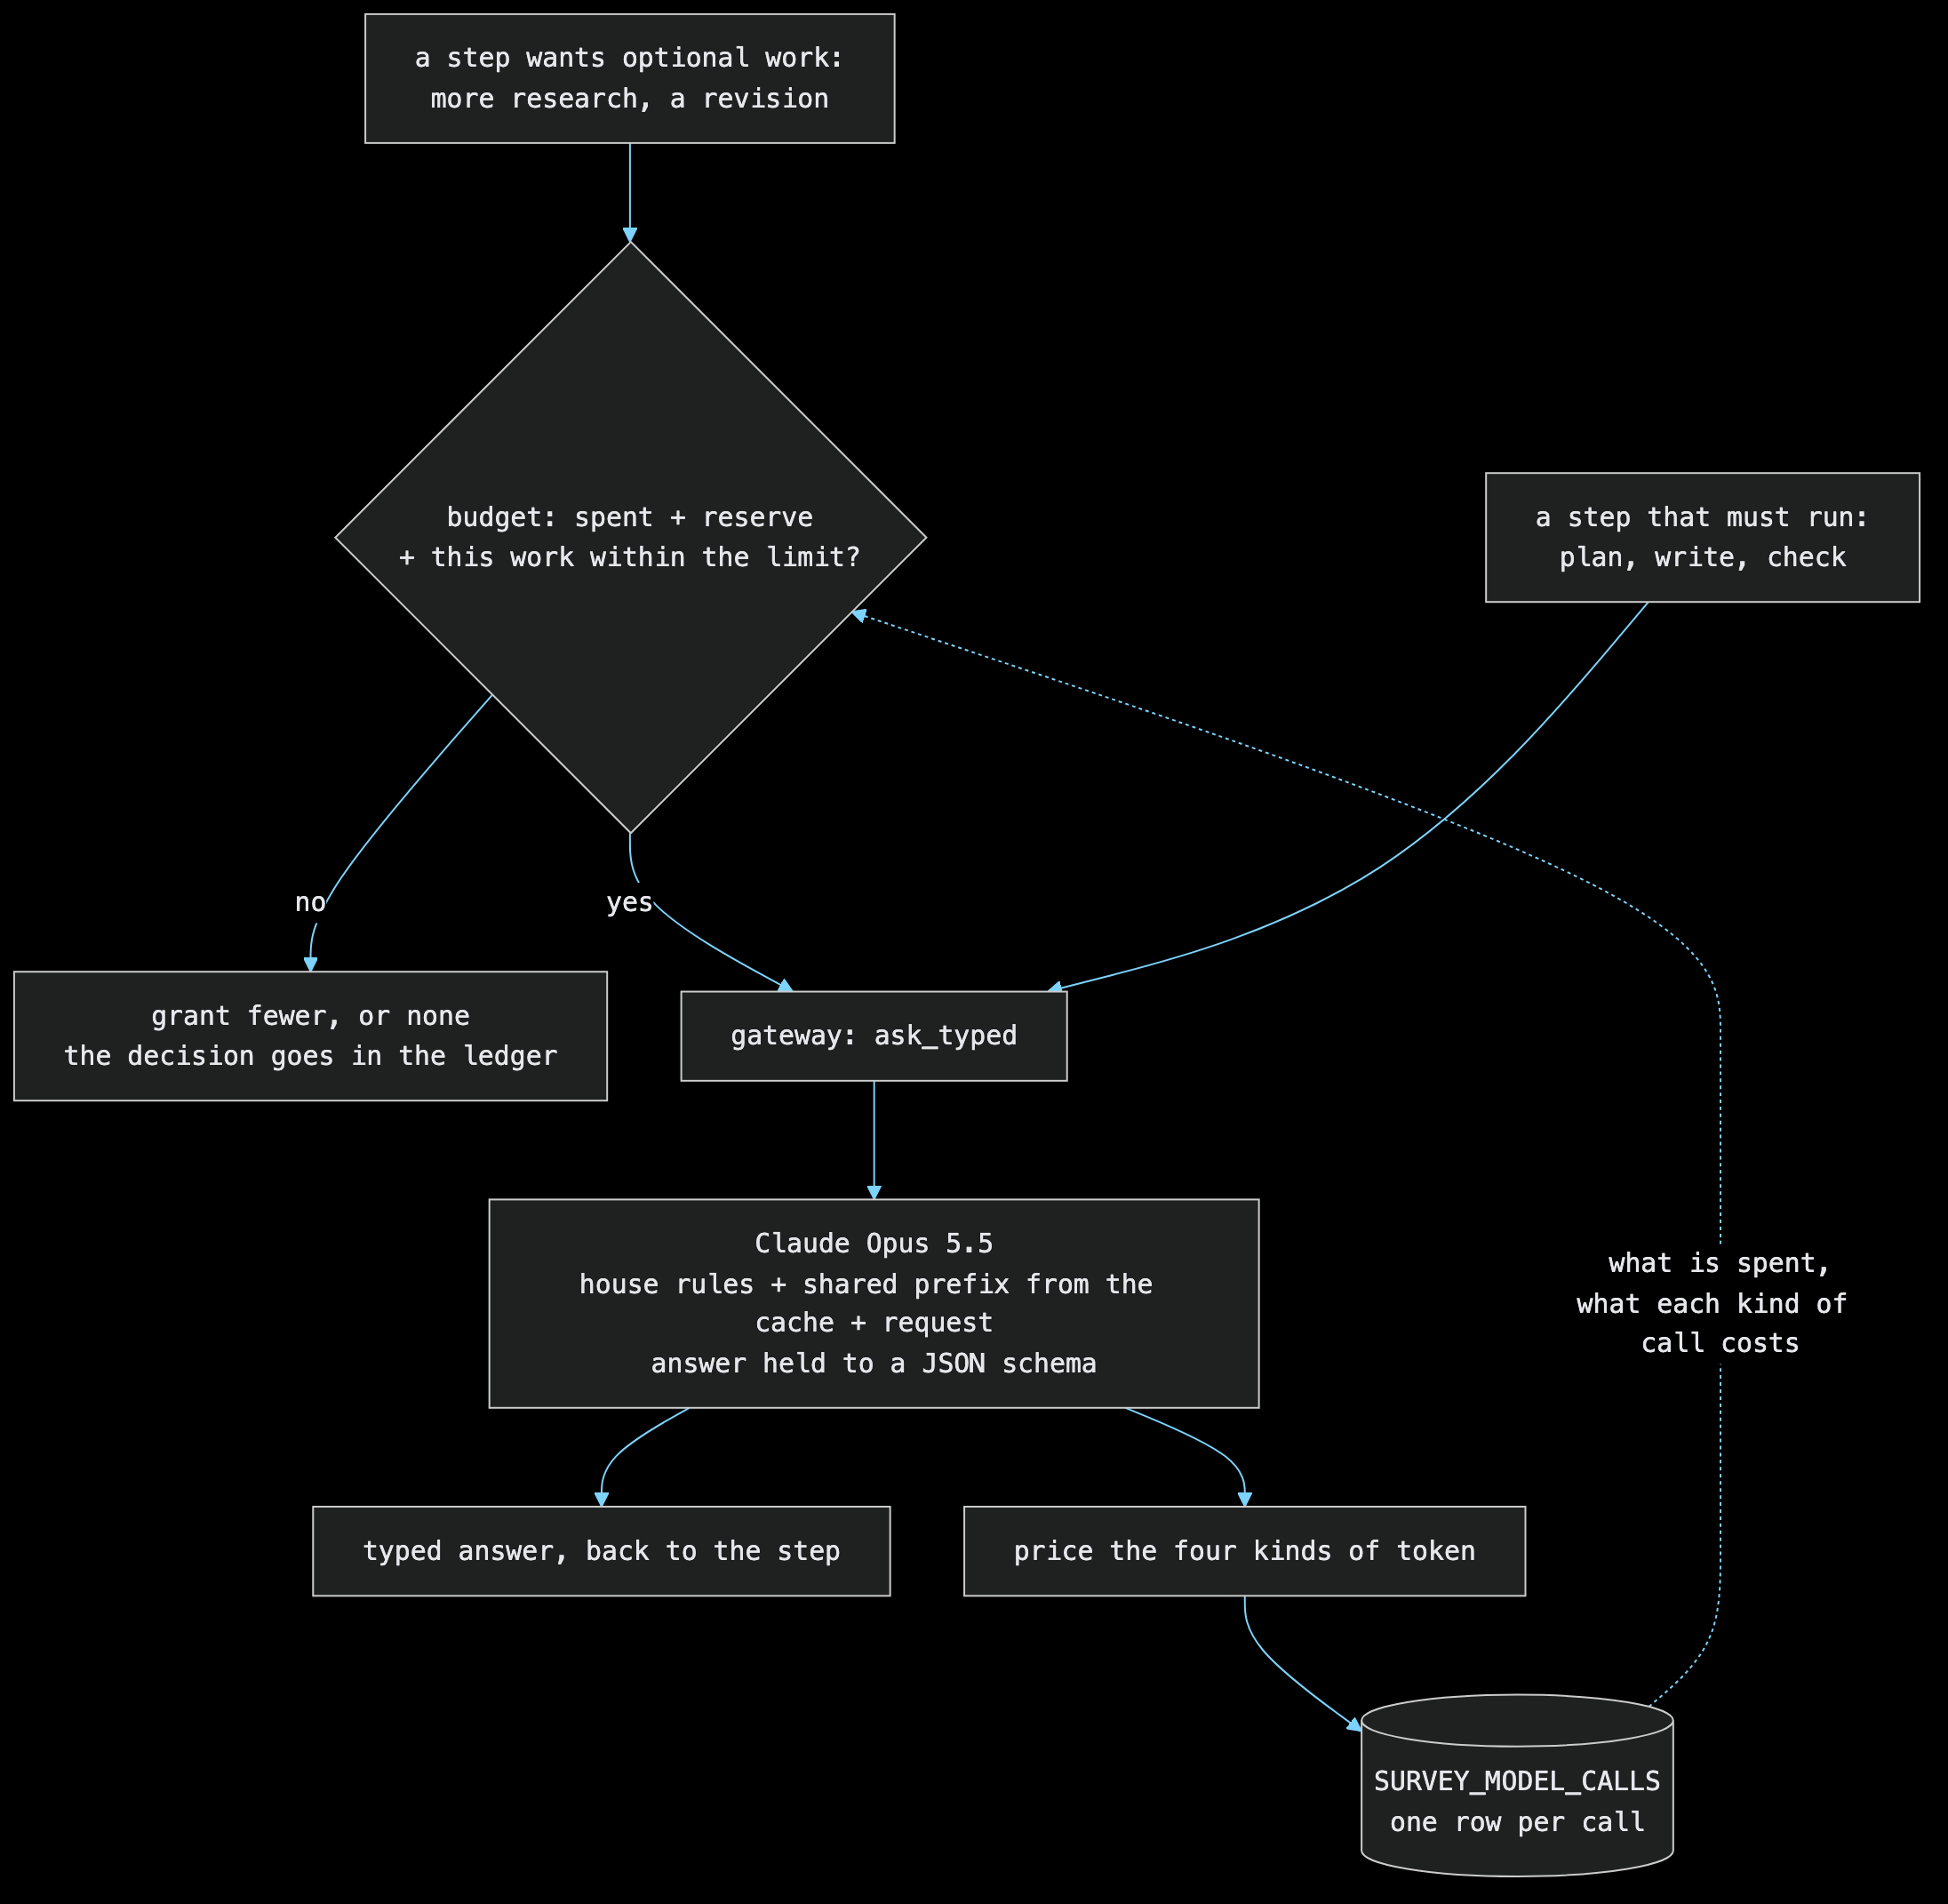 a step wants optional work:
more research, a revision
budget: spent + reserve
+ this work within the limit?
a step that must run:
plan, write, check
no
yes
grant fewer, or none
the decision goes in the ledger
gateway: ask_typed
Claude Opus 5.5
house rules + shared prefix from the
cache + request
answer held to a JSON schema
what is spent,
what each kind of
call costs
typed answer, back to the step
price the four kinds of token
SURVEY_MODEL_CALLS
one row per call